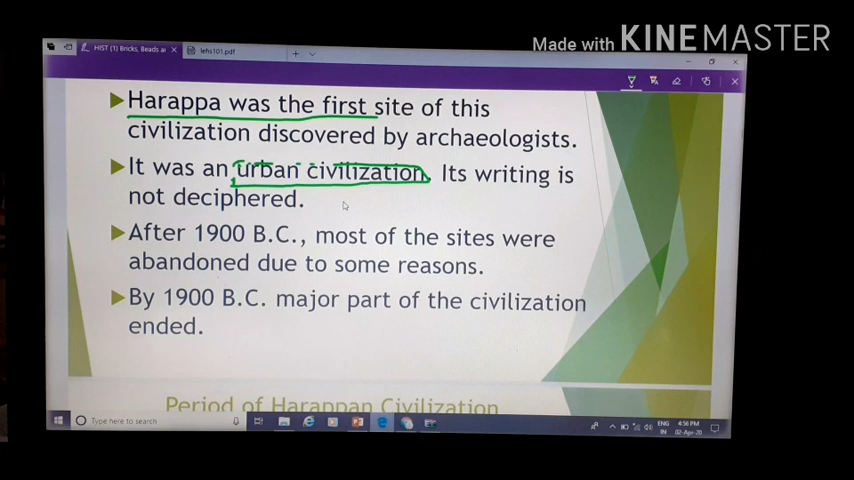 Made with KINEMASTER
HIST (1) Bricks, Beads a
lehs101.pdf
Harappa was the first site of this
civilization discovered by archaeologists.
It was an urban civilization. Its writing is
not deciphered.
After 1900 B.C., most of the sites were
abandoned due to some reasons.
By 1900 B.C. major part of the civilization
ended.
Period of Harappan Civilization
Type here to search
ENG
IN
4:56 PM
02-Apr-20